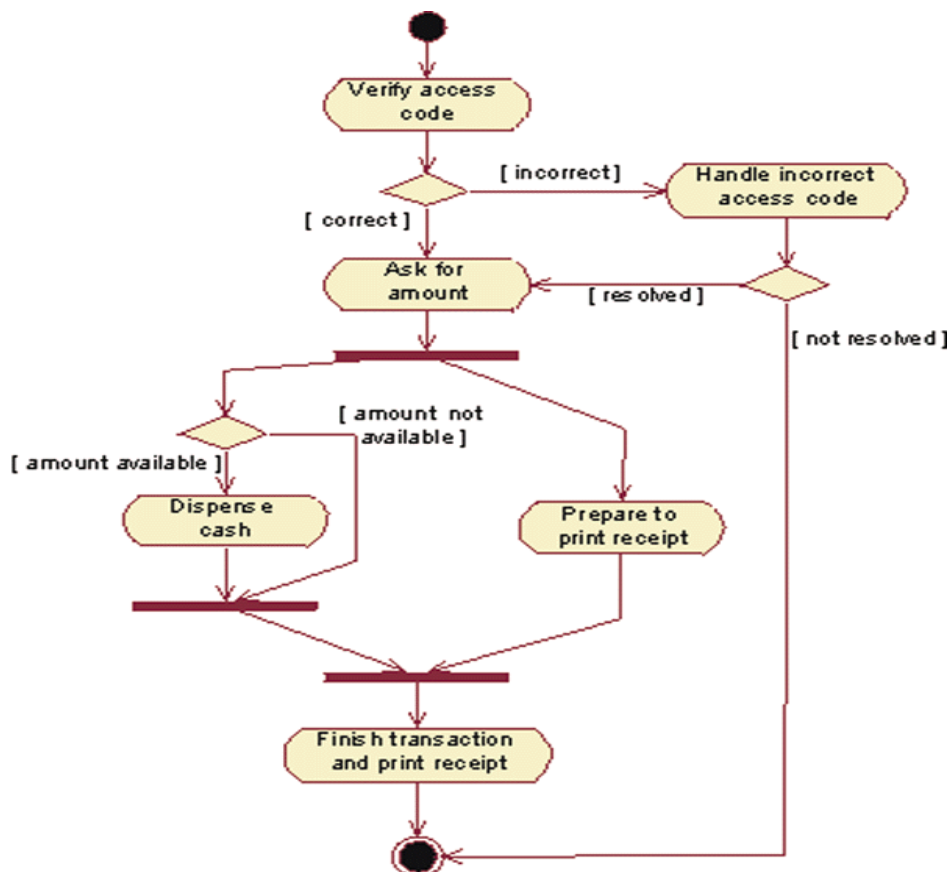 Verify access
code
[ incorrect]
Handle incorrect
access code
[ correct ]
Ask for
amount
[ resolved ]
[ not resolved ]
[ amount not
available ]
[ amount available ]
Dispense
cash
Prepare to
print receipt
Finish transaction
and print receipt